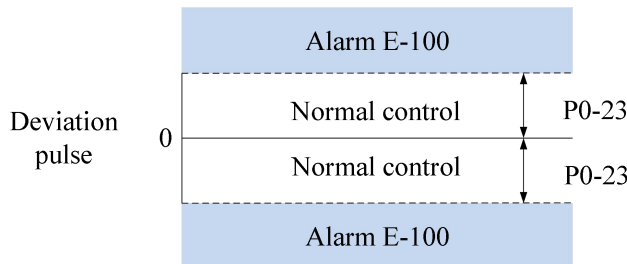 Alarm E-100
Normal control
P0-23
Deviation
pulse
0
Normal control
P0-23
Alarm E-100